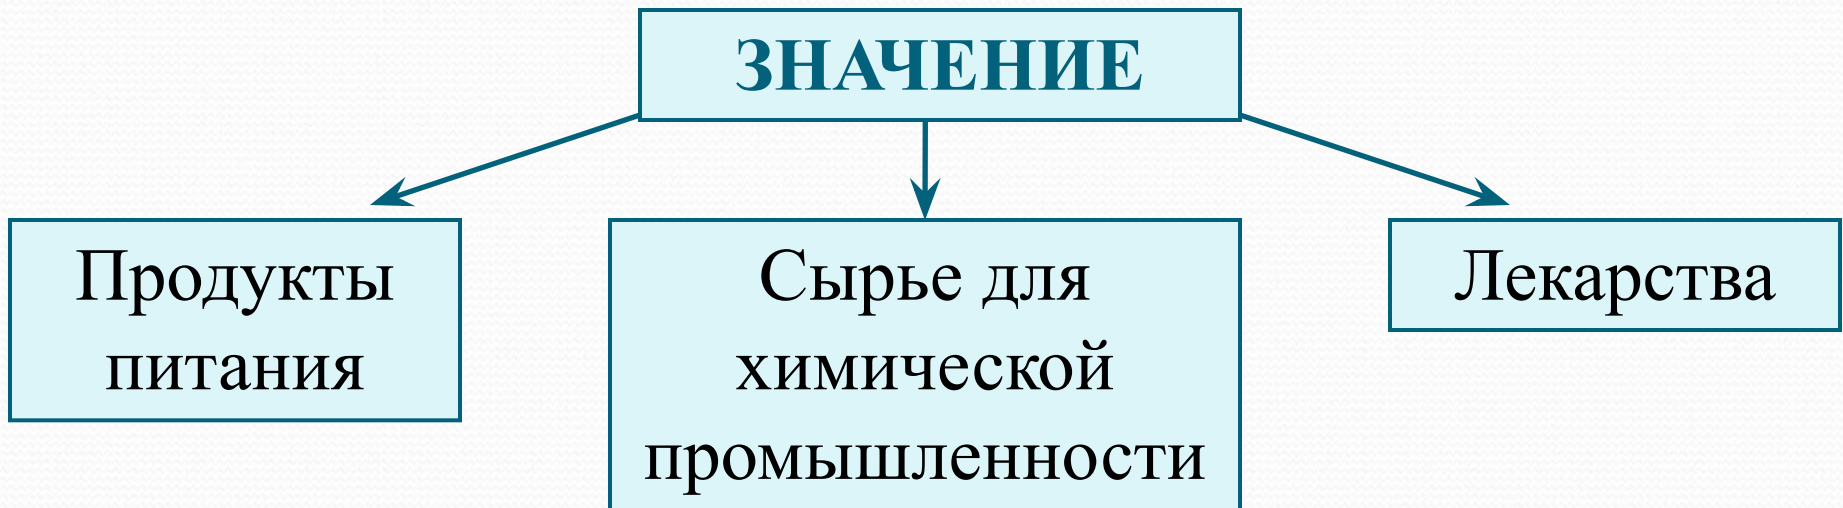 ЗНАЧЕНИЕ
Продукты
питания
Сырье для
химической
промышленности
Лекарства